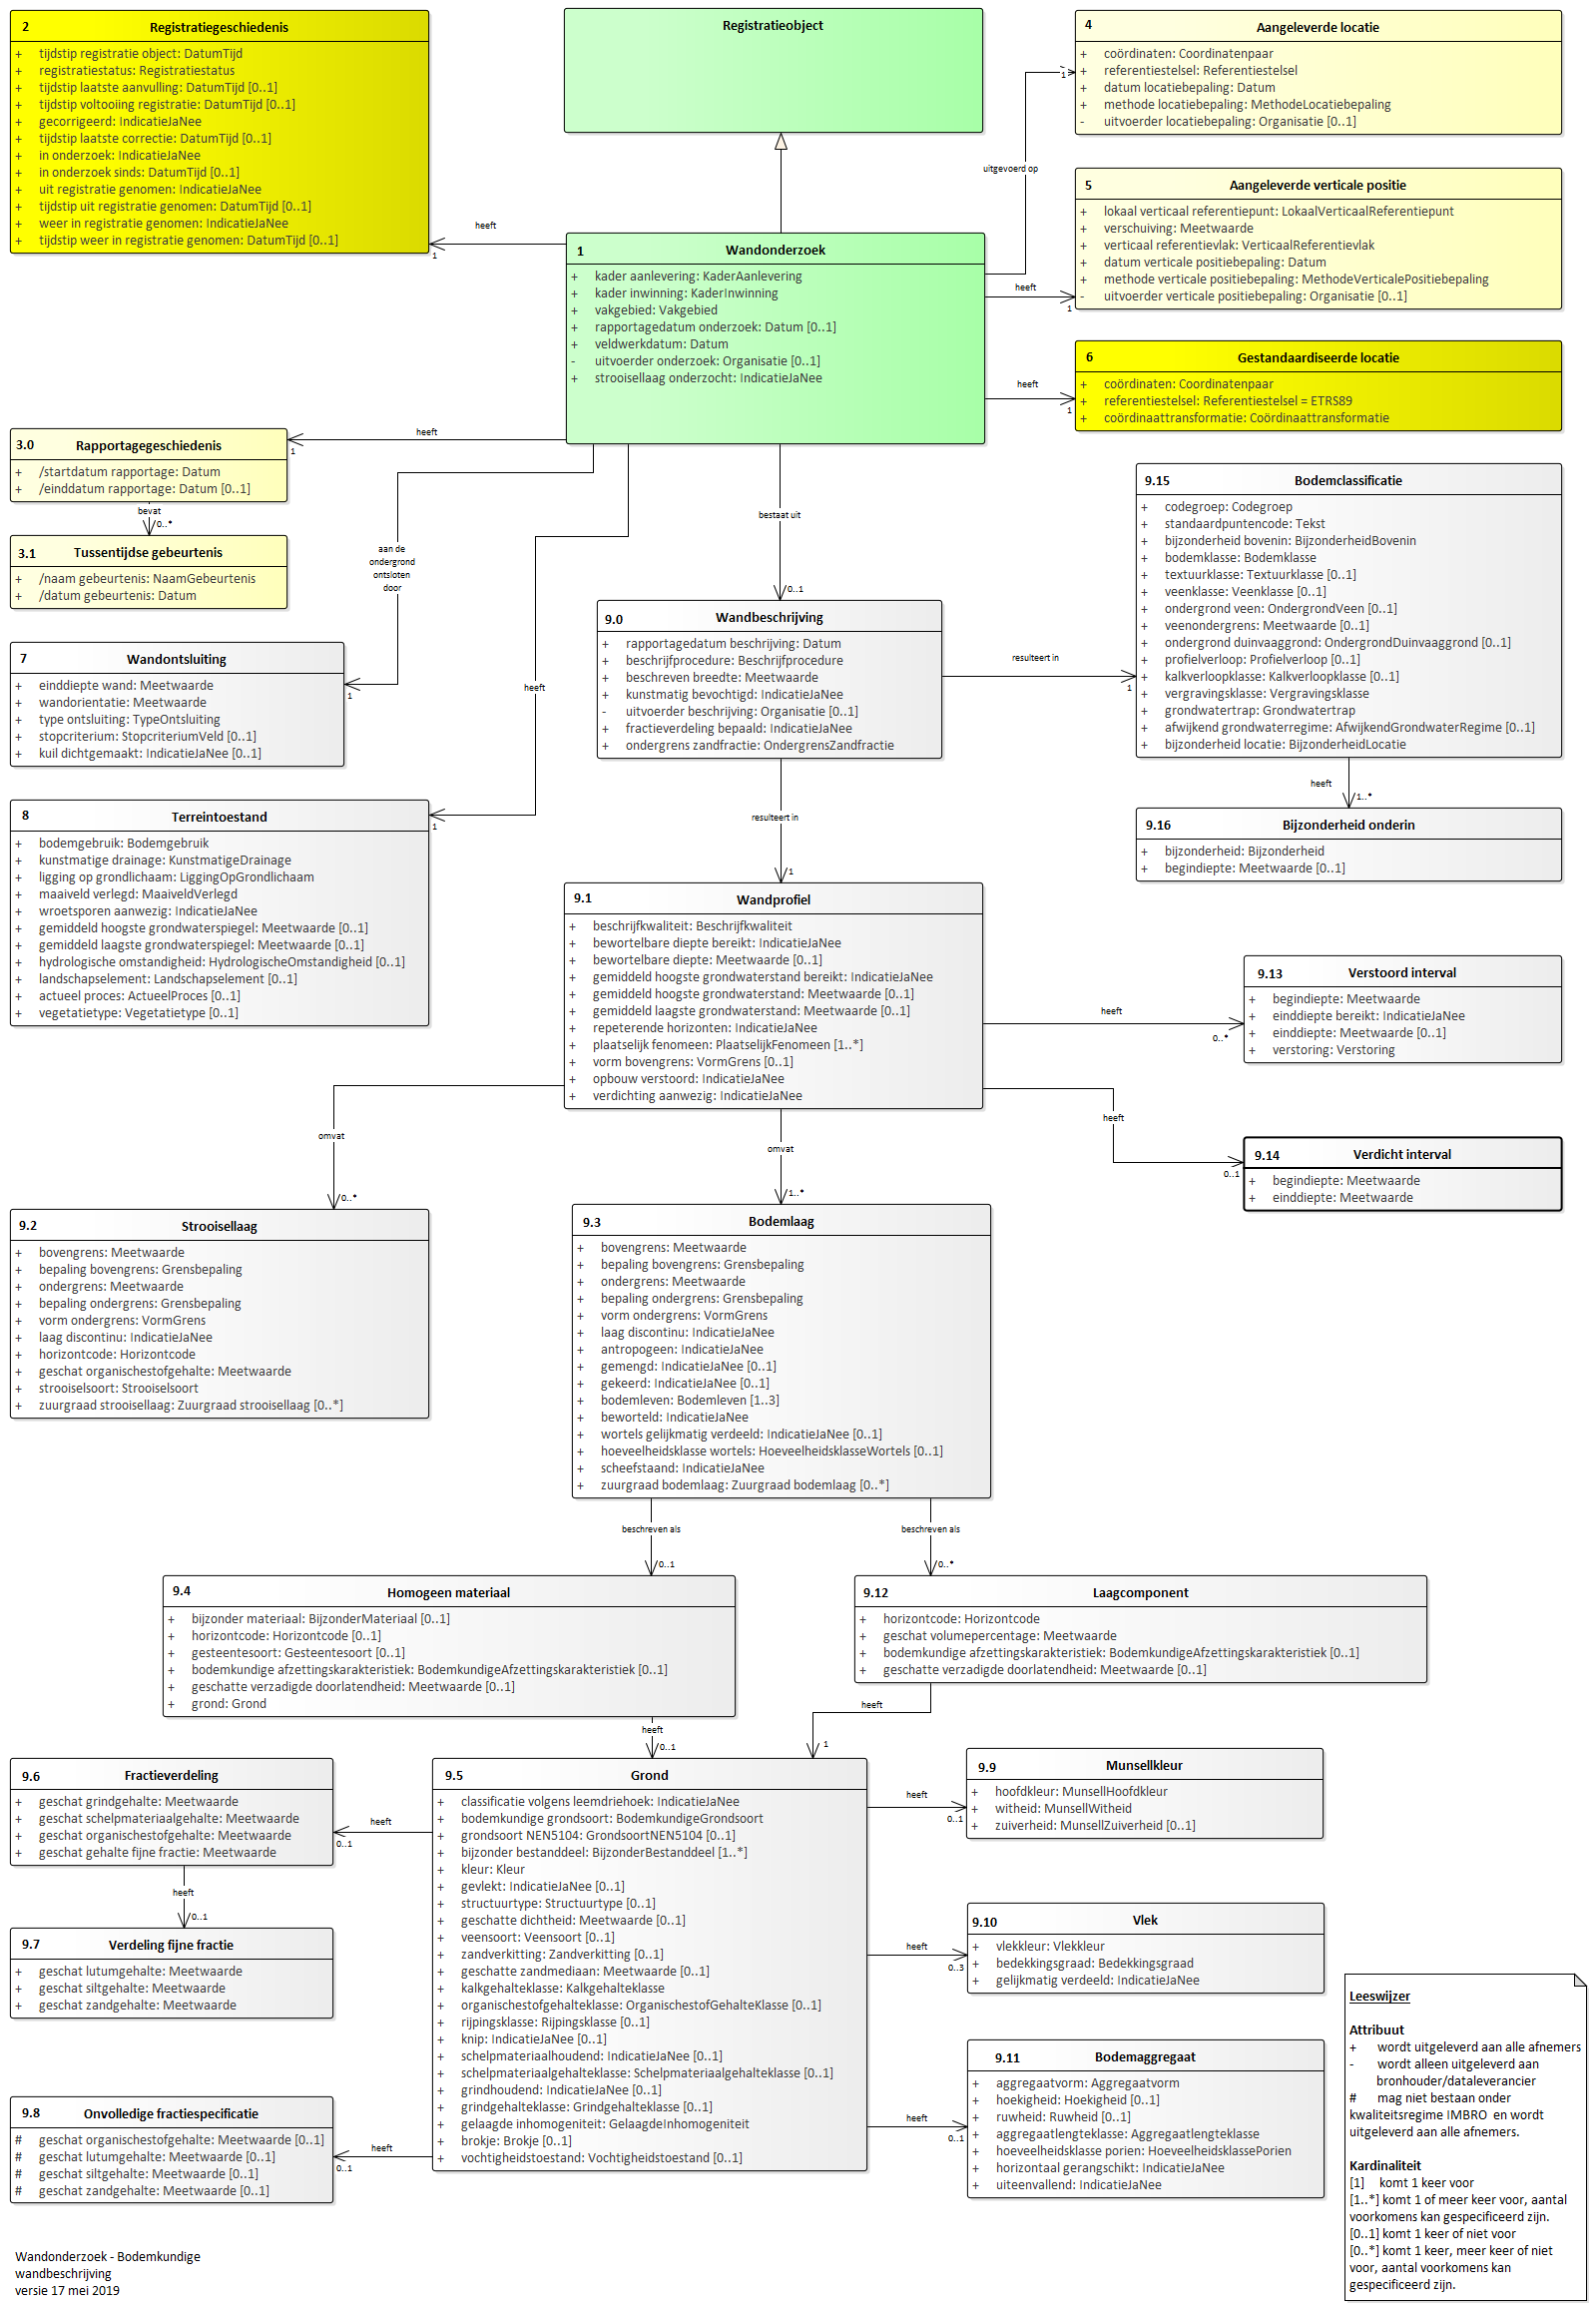 2 Registratiegeschiedenis
+ tijdstip registratie object: DatumTijd
+ registratiestatus: Registratiestatus
+ tijdstip laatste aanvulling: DatumTijd [0..1]
+ tijdstip voltooiing registratie: DatumTijd [0..1]
+ gecorrigeerd: IndicatieJaNee
+ tijdstip laatste correctie: DatumTijd [0..1]
+ in onderzoek: IndicatieJaNee
+ in onderzoek sinds: DatumTijd [0..1]
+ uit registratie genomen: IndicatieJaNee
+ tijdstip uit registratie genomen: DatumTijd [0..1]
+ weer in registratie genomen: IndicatieJaNee
+ tijdstip weer in registratie genomen: DatumTijd [0..1]
Registratieobject
4 Aangeleverde locatie
+ coördinaten: Coordinatenpaar
+ referentiestelsel: Referentiestelsel
+ datum locatiebepaling: Datum
+ methode locatiebepaling: MethodeLocatiebepaling
- uitvoerder locatiebepaling: Organisatie [0..1]
1
uitgevoerd op
5 Aangeleverde verticale positie
+ lokaal verticaal referentiepunt: LokaalVerticaalReferentiepunt
+ verschuiving: Meetwaarde
+ verticaal referentievlak: VerticaalReferentievlak
+ datum verticale positiebepaling: Datum
+ methode verticale positiebepaling: MethodeVerticalePositiebepaling
- uitvoerder verticale positiebepaling: Organisatie [0..1]
heeft
1
heeft
1
1 Wandonderzoek
+ kader aanlevering: KaderAanlevering
+ kader inwinning: KaderInwinning
+ vakgebied: Vakgebied
+ rapportagedatum onderzoek: Datum [0..1]
+ veldwerkdatum: Datum
- uitvoerder onderzoek: Organisatie [0..1]
+ strooisellaag onderzocht: IndicatieJaNee
6 Gestandaardiseerde locatie
+ coördinaten: Coordinatenpaar
+ referentiestelsel: Referentiestelsel = ETRS89
+ coördinaattransformatie: Coördinaattransformatie
heeft
1
heeft
1
3.0 Rapportagegeschiedenis
+ /startdatum rapportage: Datum
+ /einddatum rapportage: Datum [0..1]
bevat
0..*
3.1 Tussentijdse gebeurtenis
+ /naam gebeurtenis: NaamGebeurtenis
+ /datum gebeurtenis: Datum
aan de
ondergrond
ontsloten
door
1
bestaat uit
0..1
7 Wandontsluiting
+ einddiepte wand: Meetwaarde
+ wandorientatie: Meetwaarde
+ type ontsluiting: TypeOntsluiting
+ stopcriterium: StopcriteriumVeld [0..1]
+ kuil dichtgemaakt: IndicatieJaNee [0..1]
heeft
1
9.0 Wandbeschrijving
+ rapportagedatum beschrijving: Datum
+ beschrijfprocedure: Beschrijfprocedure
+ beschreven breedte: Meetwaarde
+ kunstmatig bevochtigd: IndicatieJaNee
- uitvoerder beschrijving: Organisatie [0..1]
+ fractieverdeling bepaald: IndicatieJaNee
+ ondergrens zandfractie: OndergrensZandfractie
resulteert in
1
9.15 Bodemclassificatie
+ codegroep: Codegroep
+ standaardpuntencode: Tekst
+ bijzonderheid bovenin: BijzonderheidBovenin
+ bodemklasse: Bodemklasse
+ textuurklasse: Textuurklasse [0..1]
+ veenklasse: Veenklasse [0..1]
+ ondergrond veen: OndergrondVeen [0..1]
+ veenondergrens: Meetwaarde [0..1]
+ ondergrond duinvaaggrond: OndergrondDuinvaaggrond [0..1]
+ profielverloop: Profielverloop [0..1]
+ kalkverloopklasse: Kalkverloopklasse [0..1]
+ vergravingsklasse: Vergravingsklasse
+ grondwatertrap: Grondwatertrap
+ afwijkend grondwaterregime: AfwijkendGrondwaterRegime [0..1]
+ bijzonderheid locatie: BijzonderheidLocatie
heeft
1..*
9.16 Bijzonderheid onderin
+ bijzonderheid: Bijzonderheid
+ begindiepte: Meetwaarde [0..1]
8 Terreintoestand
+ bodemgebruik: Bodemgebruik
+ kunstmatige drainage: KunstmatigeDrainage
+ ligging op grondlichaam: LiggingOpGrondlichaam
+ maaiveld verlegd: MaaiveldVerlegd
+ wroetsporen aanwezig: IndicatieJaNee
+ gemiddeld hoogste grondwaterspiegel: Meetwaarde [0..1]
+ gemiddeld laagste grondwaterspiegel: Meetwaarde [0..1]
+ hydrologische omstandigheid: HydrologischeOmstandigheid [0..1]
+ landschapselement: Landschapselement [0..1]
+ actueel proces: ActueelProces [0..1]
+ vegetatietype: Vegetatietype [0..1]
resulteert in
1
9.1 Wandprofiel
+ beschrijfkwaliteit: Beschrijfkwaliteit
+ bewortelbare diepte bereikt: IndicatieJaNee
+ bewortelbare diepte: Meetwaarde [0..1]
+ gemiddeld hoogste grondwaterstand bereikt: IndicatieJaNee
+ gemiddeld hoogste grondwaterstand: Meetwaarde [0..1]
+ gemiddeld laagste grondwaterstand: Meetwaarde [0..1]
+ repeterende horizonten: IndicatieJaNee
+ plaatselijk fenomeen: PlaatselijkFenomeen [1..*]
+ vorm bovengrens: VormGrens [0..1]
+ opbouw verstoord: IndicatieJaNee
+ verdichting aanwezig: IndicatieJaNee
heeft
0..*
9.13 Verstoord interval
+ begindiepte: Meetwaarde
+ einddiepte bereikt: IndicatieJaNee
+ einddiepte: Meetwaarde [0..1]
+ verstoring: Verstoring
heeft
0..1
9.14 Verdicht interval
+ begindiepte: Meetwaarde
+ einddiepte: Meetwaarde
omvat
0..*
omvat
1..*
9.2 Strooisellaag
+ bovengrens: Meetwaarde
+ bepaling bovengrens: Grensbepaling
+ ondergrens: Meetwaarde
+ bepaling ondergrens: Grensbepaling
+ vorm ondergrens: VormGrens
+ laag discontinu: IndicatieJaNee
+ horizontcode: Horizontcode
+ geschat organischestofgehalte: Meetwaarde
+ strooiselsoort: Strooiselsoort
+ zuurgraad strooisellaag: Zuurgraad strooisellaag [0..*]
9.3 Bodemlaag
+ bovengrens: Meetwaarde
+ bepaling bovengrens: Grensbepaling
+ ondergrens: Meetwaarde
+ bepaling ondergrens: Grensbepaling
+ vorm ondergrens: VormGrens
+ laag discontinu: IndicatieJaNee
+ antropogeen: IndicatieJaNee
+ gemengd: IndicatieJaNee [0..1]
+ gekeerd: IndicatieJaNee [0..1]
+ bodemleven: Bodemleven [1..3]
+ beworteld: IndicatieJaNee
+ wortels gelijkmatig verdeeld: IndicatieJaNee [0..1]
+ hoeveelheidsklasse wortels: HoeveelheidsklasseWortels [0..1]
+ scheefstaand: IndicatieJaNee
+ zuurgraad bodemlaag: Zuurgraad bodemlaag [0..*]
beschreven als
0..1
beschreven als
0..*
9.4 Homogeen materiaal
+ bijzonder materiaal: BijzonderMateriaal [0..1]
+ horizontcode: Horizontcode [0..1]
+ gesteentesoort: Gesteentesoort [0..1]
+ bodemkundige afzettingskarakteristiek: BodemkundigeAfzettingskarakteristiek [0..1]
+ geschatte verzadigde doorlatendheid: Meetwaarde [0..1]
+ grond: Grond
9.12 Laagcomponent
+ horizontcode: Horizontcode
+ geschat volumepercentage: Meetwaarde
+ bodemkundige afzettingskarakteristiek: BodemkundigeAfzettingskarakteristiek [0..1]
+ geschatte verzadigde doorlatendheid: Meetwaarde [0..1]
heeft
0..1
heeft
1
9.6 Fractieverdeling
+ geschat grindgehalte: Meetwaarde
+ geschat schelpmateriaalgehalte: Meetwaarde
+ geschat organischestofgehalte: Meetwaarde
+ geschat gehalte fijne fractie: Meetwaarde
heeft
0..1
heeft
0..1
9.7 Verdeling fijne fractie
+ geschat lutumgehalte: Meetwaarde
+ geschat siltgehalte: Meetwaarde
+ geschat zandgehalte: Meetwaarde
9.5 Grond
+ classificatie volgens leemdriehoek: IndicatieJaNee
+ bodemkundige grondsoort: BodemkundigeGrondsoort
+ grondsoort NEN5104: GrondsoortNEN5104 [0..1]
+ bijzonder bestanddeel: BijzonderBestanddeel [1..*]
+ kleur: Kleur
+ gevlekt: IndicatieJaNee [0..1]
+ structuurtype: Structuurtype [0..1]
+ geschatte dichtheid: Meetwaarde [0..1]
+ veensoort: Veensoort [0..1]
+ zandverkitting: Zandverkitting [0..1]
+ geschatte zandmediaan: Meetwaarde [0..1]
+ kalkgehalteklasse: Kalkgehalteklasse
+ organischestofgehalteklasse: OrganischestofGehalteKlasse [0..1]
+ rijpingsklasse: Rijpingsklasse [0..1]
+ knip: IndicatieJaNee [0..1]
+ schelpmateriaalhoudend: IndicatieJaNee [0..1]
+ schelpmateriaalgehalteklasse: Schelpmateriaalgehalteklasse [0..1]
+ grindhoudend: IndicatieJaNee [0..1]
+ grindgehalteklasse: Grindgehalteklasse [0..1]
+ gelaagde inhomogeniteit: GelaagdeInhomogeniteit
+ brokje: Brokje [0..1]
+ vochtigheidstoestand: Vochtigheidstoestand [0..1]
heeft
0..1
9.9 Munsellkleur
+ hoofdkleur: MunsellHoofdkleur
+ witheid: MunsellWitheid
+ zuiverheid: MunsellZuiverheid [0..1]
heeft
0..3
9.10 Vlek
+ vlekkleur: Vlekkleur
+ bedekkingsgraad: Bedekkingsgraad
+ gelijkmatig verdeeld: IndicatieJaNee
heeft
0..1
9.11 Bodemaggregaat
+ aggregaatvorm: Aggregaatvorm
+ hoekigheid: Hoekigheid [0..1]
+ ruwheid: Ruwheid [0..1]
+ aggregaatlengteklasse: Aggregaatlengteklasse
+ hoeveelheidsklasse porien: HoeveelheidsklassePorien
+ horizontaal gerangschikt: IndicatieJaNee
+ uiteenvallend: IndicatieJaNee
heeft
0..1
9.8 Onvolledige fractiespecificatie
# geschat organischestofgehalte: Meetwaarde [0..1]
# geschat lutumgehalte: Meetwaarde [0..1]
# geschat siltgehalte: Meetwaarde [0..1]
# geschat zandgehalte: Meetwaarde [0..1]
Leeswijzer
Attribuut
+ wordt uitgeleverd aan alle afnemers
- wordt alleen uitgeleverd aan
bronhouder/dataleverancier
# mag niet bestaan onder
kwaliteitsregime IMBRO en wordt
uitgeleverd aan alle afnemers.
Kardinaliteit
[1] komt 1 keer voor
[1..*] komt 1 of meer keer voor, aantal
voorkomens kan gespecificeerd zijn.
[0..1] komt 1 keer of niet voor
[0..*] komt 1 keer, meer keer of niet
voor, aantal voorkomens kan
gespecificeerd zijn.
Wandonderzoek - Bodemkundige
wandbeschrijving
versie 17 mei 2019